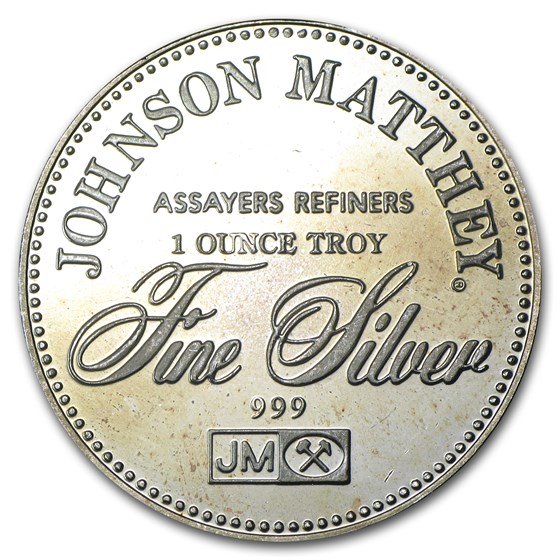 JOHNSON MATTHEY®
ASSAYERS REFINERS
1 OUNCE TROY
Fine Silver
999
JM